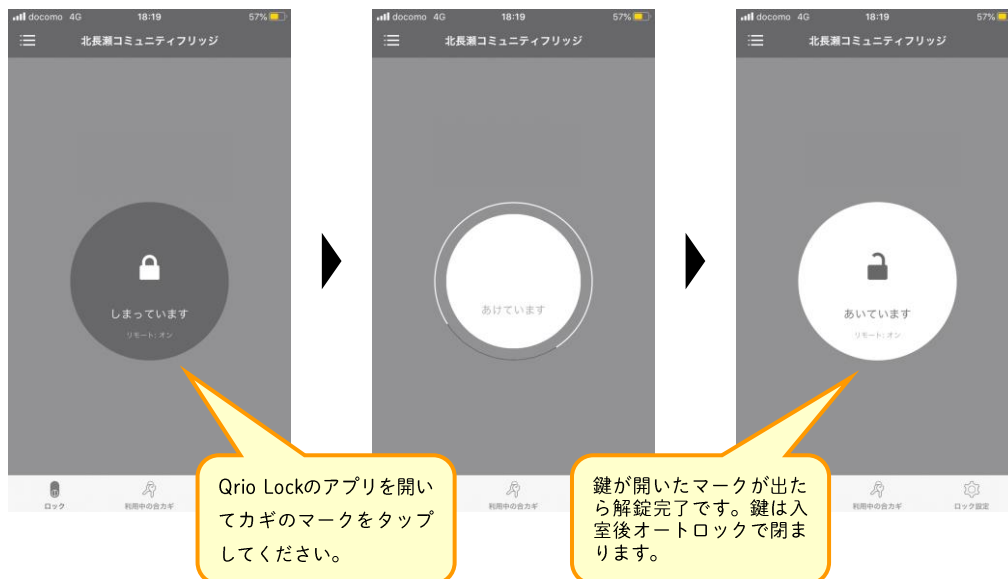 docomo 4G 18:19 57%
北長瀬コミュニティフリッジ
しまっています
リモート: オン
ロック
利用中の合カギ
Qrio Lockのアプリを開い
てカギのマークをタップ
してください。
docomo 4G 18:19 57%
北長瀬コミュニティフリッジ
あけています
利用中の合カギ
docomo 4G 18:19 57%
北長瀬コミュニティフリッジ
あいています
リモート: オン
利用中の合カギ
ロック設定
鍵が開いたマークが出た
ら解錠完了です。鍵は入
室後オートロックで閉ま
ります。